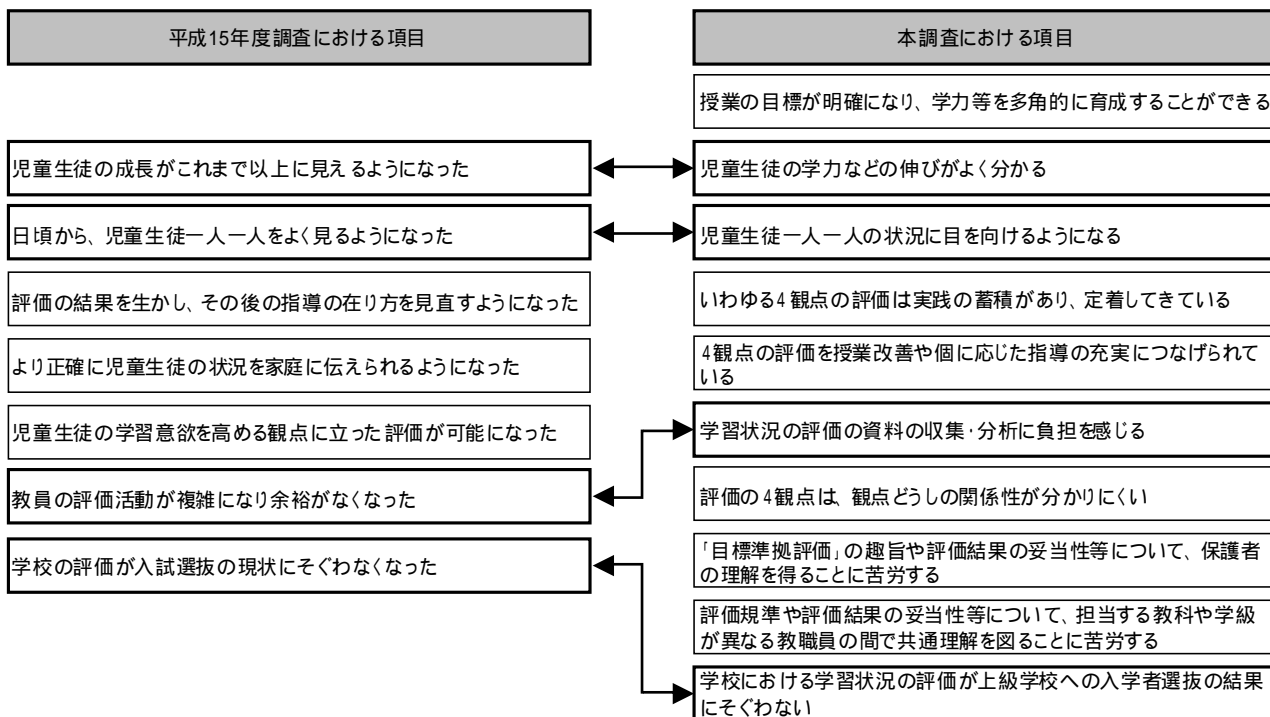 平成15年度調査における項目
児童生徒の成長がこれまで以上に見えるようになった
日頃から、児童生徒一人一人をよく見るようになった
評価の結果を生かし、その後の指導の在り方を見直すようになった
より正確に児童生徒の状況を家庭に伝えられるようになった
児童生徒の学習意欲を高める観点に立った評価が可能になった
教員の評価活動が複雑になり余裕がなくなった
学校の評価が入試選抜の現状にそぐわなくなった
本調査における項目
授業の目標が明確になり、学力等を多角的に育成することができる
児童生徒の学力などの伸びがよく分かる
児童生徒一人一人の状況に目を向けるようになる
いわゆる4観点の評価は実践の蓄積があり、定着してきている
4観点の評価を授業改善や個に応じた指導の充実につなげられて
いる
学習状況の評価の資料の収集・分析に負担を感じる
評価の4観点は、観点どうしの関係性が分かりにくい
「目標準拠評価」の趣旨や評価結果の妥当性等について、保護者
の理解を得ることに苦労する
評価規準や評価結果の妥当性等について、担当する教科や学級
が異なる教職員の間で共通理解を図ることに苦労する
学校における学習状況の評価が上級学校への入学者選抜の結果
にそぐわない